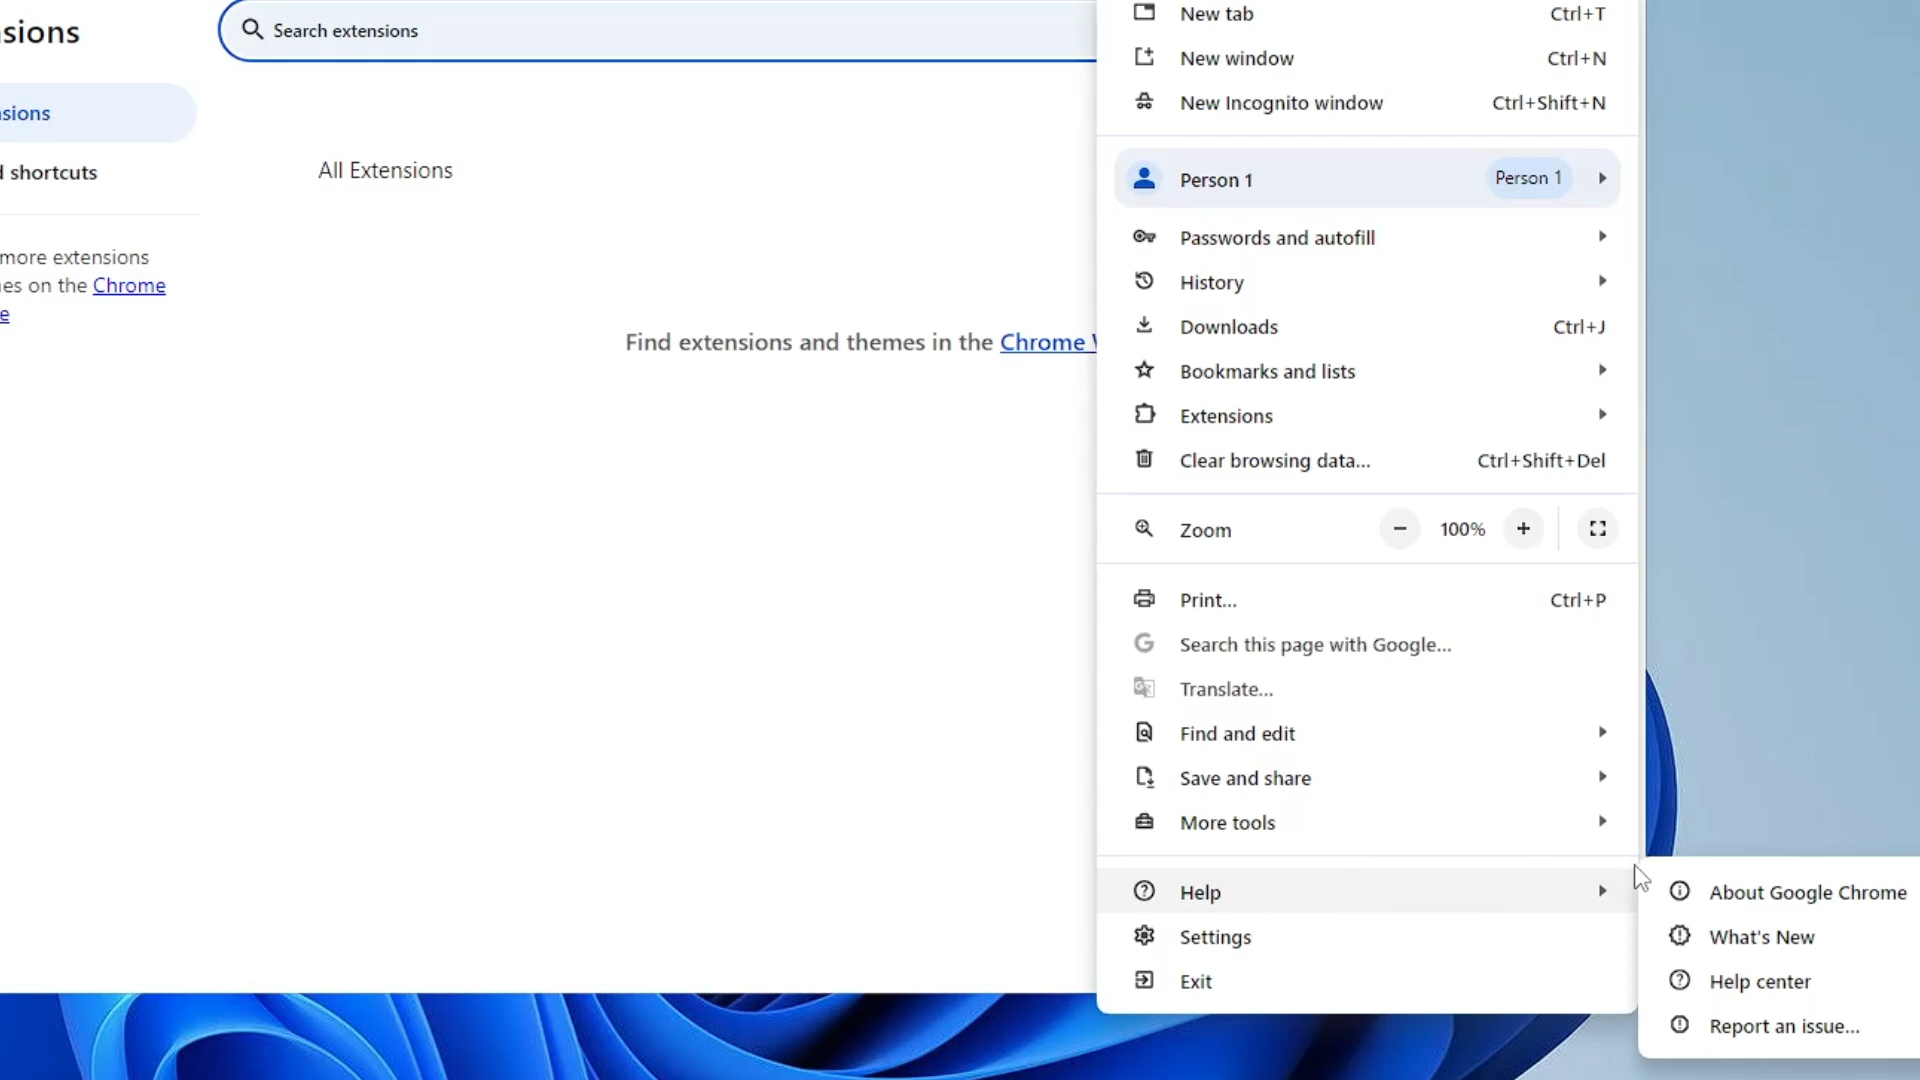 sions
Search extensions
sions
d shortcuts
more extensions
es on the Chrome
e
All Extensions
Find extensions and themes in the Chrome
New tab Ctrl+T
New window Ctrl+N
New Incognito window Ctrl+Shift+N
Person 1 Person 1
Passwords and autofill
History
Downloads Ctrl+J
Bookmarks and lists
Extensions
Clear browsing data... Ctrl+Shift+Del
Zoom − 100% +
Print... Ctrl+P
Search this page with Google...
Translate...
Find and edit
Save and share
More tools
Help
Settings
Exit
About Google Chrome
What's New
Help center
Report an issue...